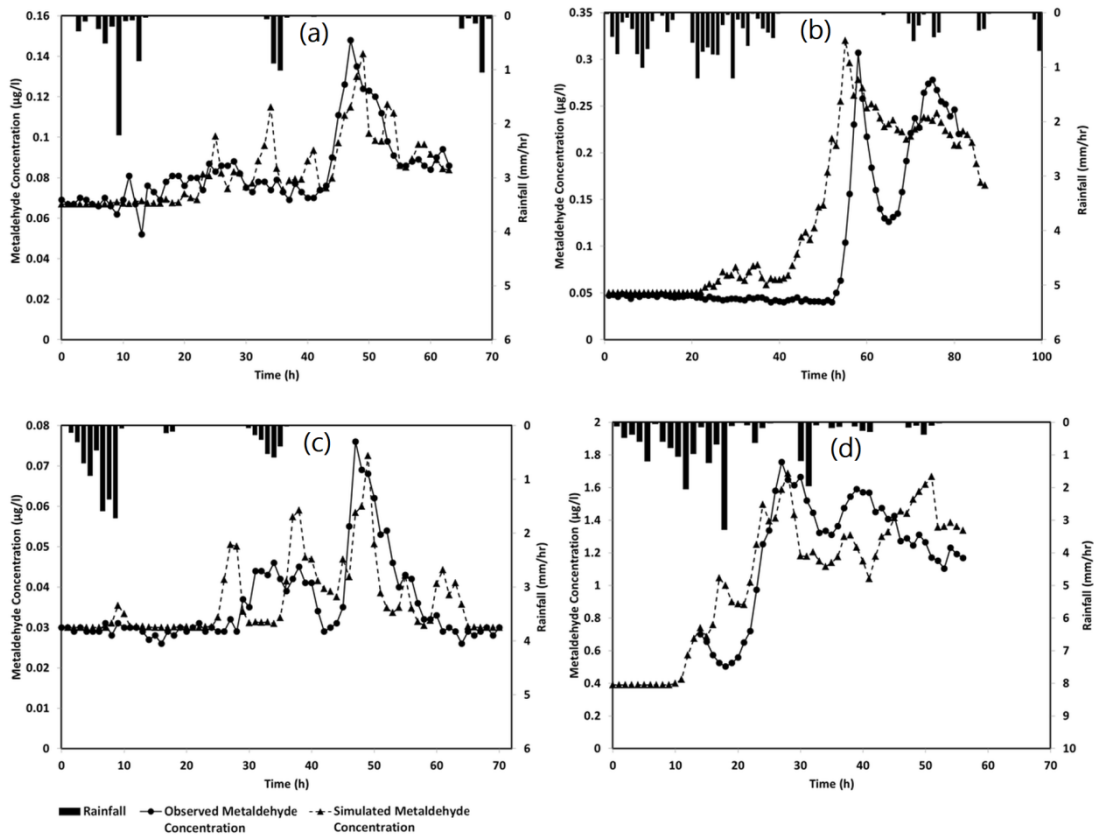 (a)
0.16
0.14
0.12
0.1
0.08
0.06
0.04
0.02
0
Metaldehyde Concentration (µg/l)
0
1
2
3
4
5
6
Rainfall (mm/hr)
0 10 20 30 40 50 60 70
Time (h)
(b)
0.35
0.3
0.25
0.2
0.15
0.1
0.05
0
Metaldehyde Concentration (µg/l)
0
1
2
3
4
5
6
Rainfall (mm/hr)
0 20 40 60 80 100
Time (h)
(c)
0.08
0.07
0.06
0.05
0.04
0.03
0.02
0.01
0
Metaldehyde Concentration (µg/l)
0
1
2
3
4
5
6
Rainfall (mm/hr)
0 10 20 30 40 50 60 70
Time (h)
(d)
2
1.8
1.6
1.4
1.2
1
0.8
0.6
0.4
0.2
0
Metaldehyde Concentration (µg/l)
0
1
2
3
4
5
6
7
8
9
10
Rainfall (mm/hr)
0 10 20 30 40 50 60 70
Time (h)
Rainfall
Observed Metaldehyde
Concentration
Simulated Metaldehyde
Concentration